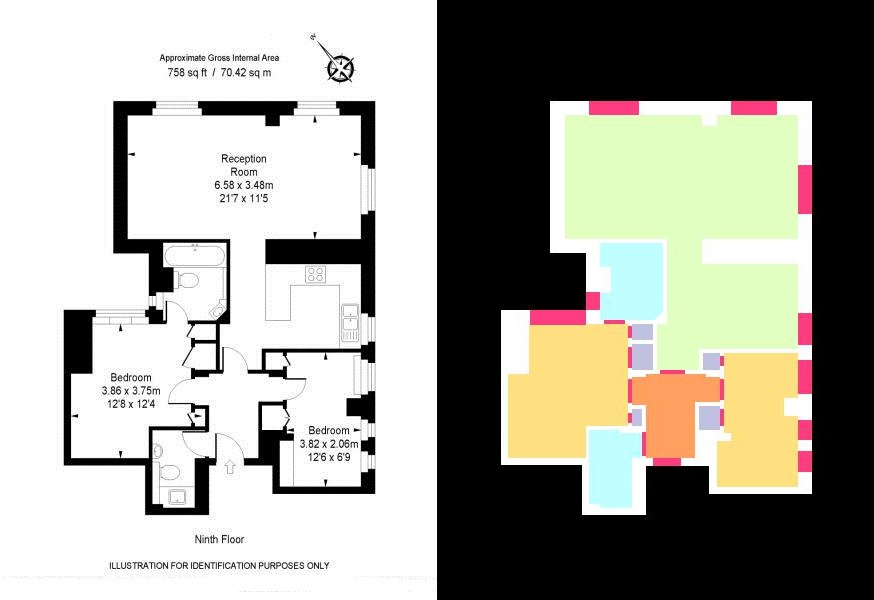 N
Approximate Gross Internal Area
758 sq ft / 70.42 sq m
Reception
Room
6.58 x 3.48m
21'7 x 11'5
Bedroom
3.86 x 3.75m
12'8 x 12'4
Bedroom
3.82 x 2.06m
12'6 x 6'9
Ninth Floor
ILLUSTRATION FOR IDENTIFICATION PURPOSES ONLY